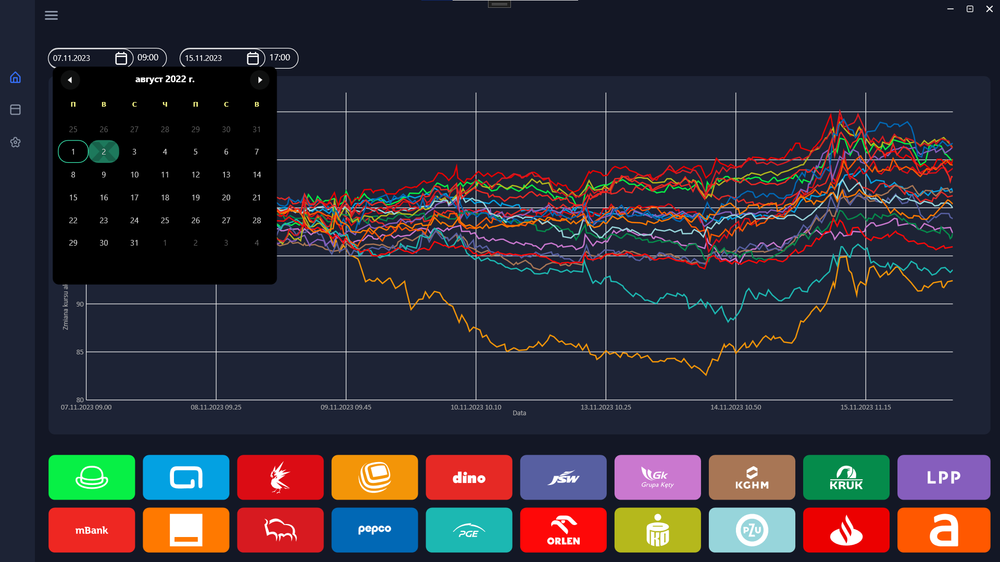 07.11.2023 09:00 15.11.2023 17:00
август 2022 г.
П В С Ч П С В
25 26 27 28 29 30 31
1 2 3 4 5 6 7
8 9 10 11 12 13 14
15 16 17 18 19 20 21
22 23 24 25 26 27 28
29 30 31 1 2 3 4
Zmiana kursu
90
85
80
07.11.2023 09.00 08.11.2023 09.25 09.11.2023 09.45 10.11.2023 10.10 13.11.2023 10.25 14.11.2023 10.50 15.11.2023 11.15
Data
dino JSW Gk KGHM KRUK LPP
Grupa Kęty
mBank pepco PGE ORLEN PKO PZU a